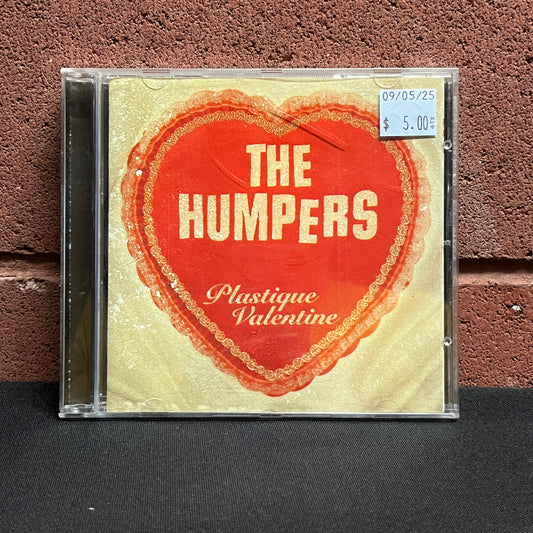 09/05/25
$ 5.00
THE
HUMPERS
Plastique
Valentine